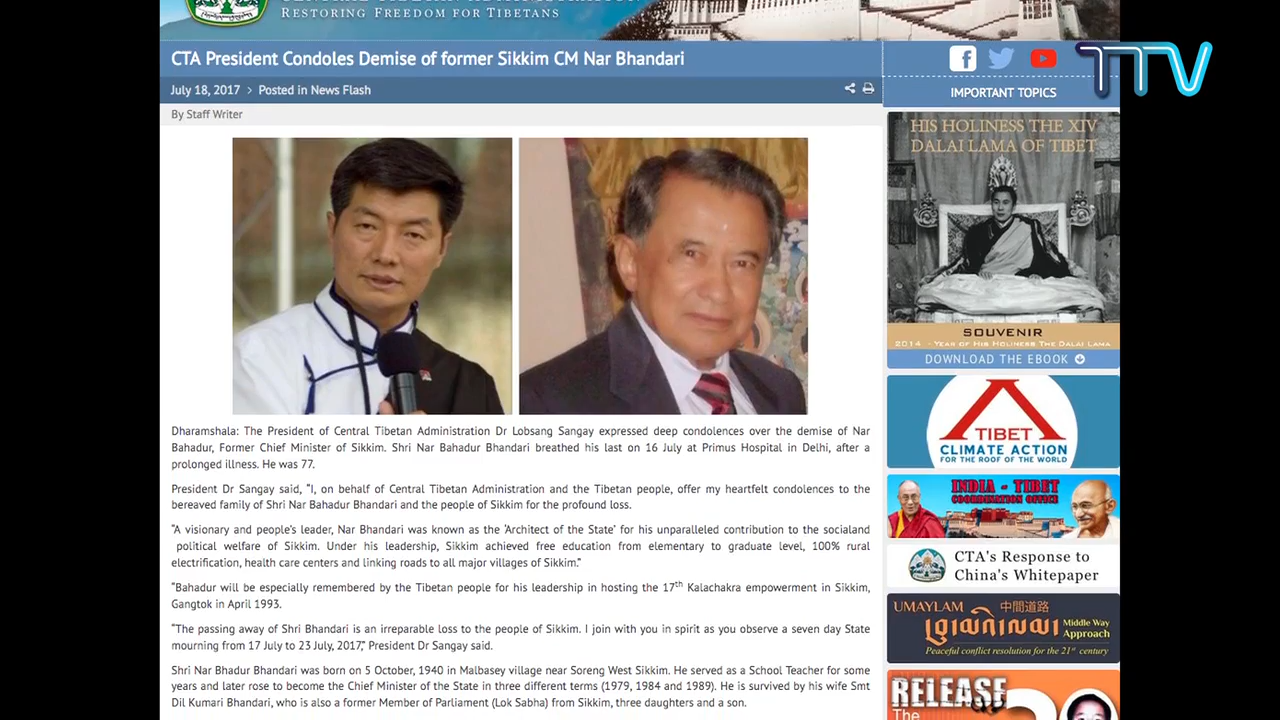 RESTORING FREEDOM FOR TIBETANS
TTV
CTA President Condoles Demise of former Sikkim CM Nar Bhandari
July 18, 2017 > Posted in News Flash
By Staff Writer
Dharamshala: The President of Central Tibetan Administration Dr Lobsang Sangay expressed deep condolences over the demise of Nar
Bahadur, Former Chief Minister of Sikkim. Shri Nar Bahadur Bhandari breathed his last on 16 July at Primus Hospital in Delhi, after a
prolonged illness. He was 77.
President Dr Sangay said, “I, on behalf of Central Tibetan Administration and the Tibetan people, offer my heartfelt condolences to the
bereaved family of Shri Nar Bahadur Bhandari and the people of Sikkim for the profound loss.
“A visionary and people's leader, Nar Bhandari was known as the ‘Architect of the State’ for his unparalleled contribution to the socialand
political welfare of Sikkim. Under his leadership, Sikkim achieved free education from elementary to graduate level, 100% rural
electrification, health care centers and linking roads to all major villages of Sikkim.”
“Bahadur will be especially remembered by the Tibetan people for his leadership in hosting the 17th Kalachakra empowerment in Sikkim,
Gangtok in April 1993.
“The passing away of Shri Bhandari is an irreparable loss to the people of Sikkim. I join with you in spirit as you observe a seven day State
mourning from 17 July to 23 July, 2017,” President Dr Sangay said.
Shri Nar Bhadur Bhandari was born on 5 October, 1940 in Malbasey village near Soreng West Sikkim. He served as a School Teacher for some
years and later rose to become the Chief Minister of the State in three different terms (1979, 1984 and 1989). He is survived by his wife Smt
Dil Kumari Bhandari, who is also a former Member of Parliament (Lok Sabha) from Sikkim, three daughters and a son.
IMPORTANT TOPICS
HIS HOLINESS THE XIV
DALAI LAMA OF TIBET
SOUVENIR
2014 - YEAR OF HIS HOLINESS THE DALAI LAMA
DOWNLOAD THE EBOOK
TIBET
CLIMATE ACTION
FOR THE ROOF OF THE WORLD
INDIA - TIBET
COORDINATION OFFICE
CTA's Response to
China's Whitepaper
UMAYLAM 中間道路
Middle Way
Approach
Peaceful conflict resolution for the 21st century
RELEASE
The